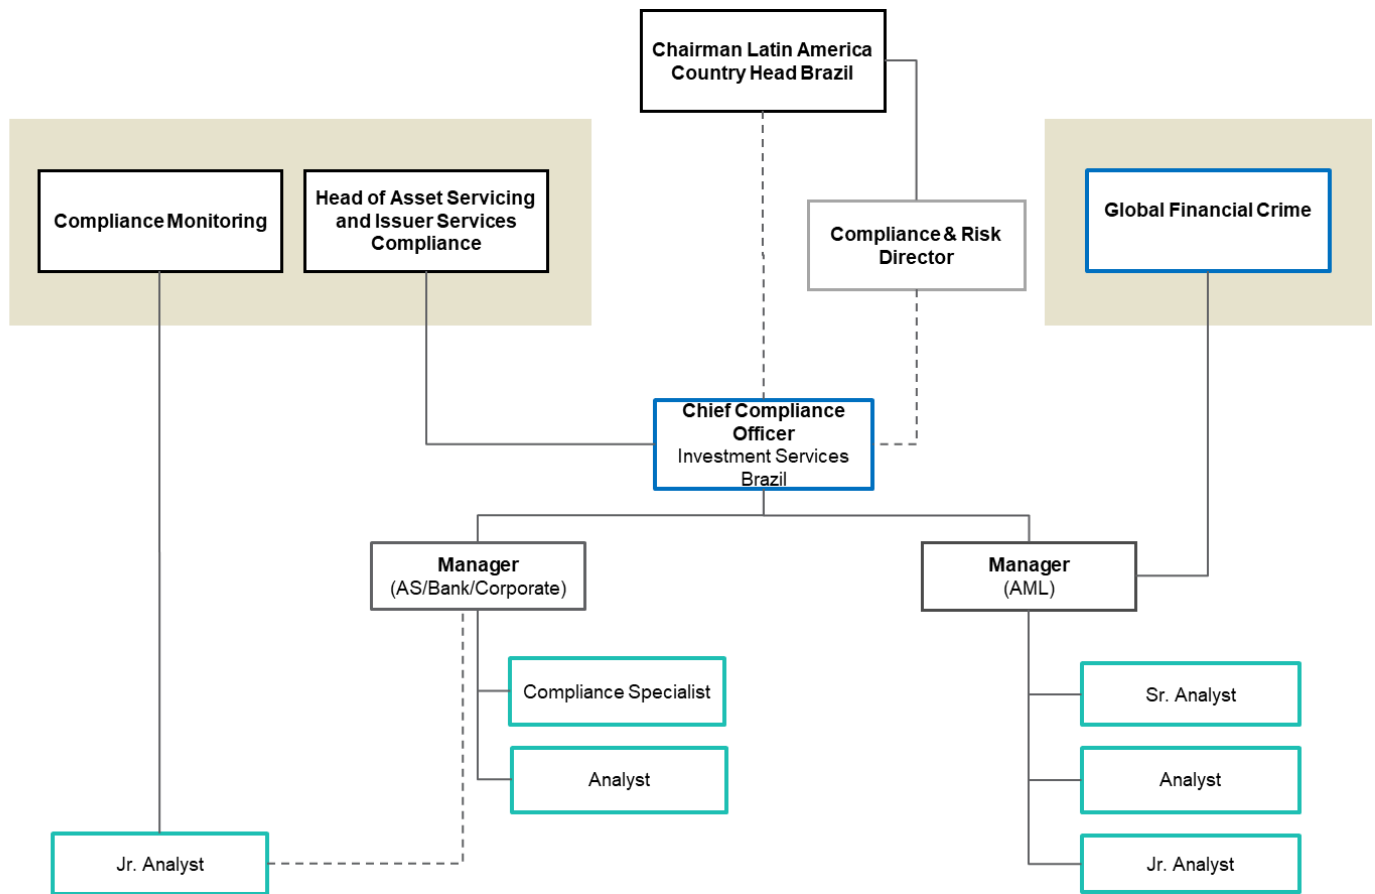 Chairman Latin America
Country Head Brazil
Compliance Monitoring
Head of Asset Servicing
and Issuer Services
Compliance
Compliance & Risk
Director
Global Financial Crime
Chief Compliance
Officer
Investment Services
Brazil
Manager
(AS/Bank/Corporate)
Manager
(AML)
Compliance Specialist
Sr. Analyst
Analyst
Analyst
Jr. Analyst
Jr. Analyst